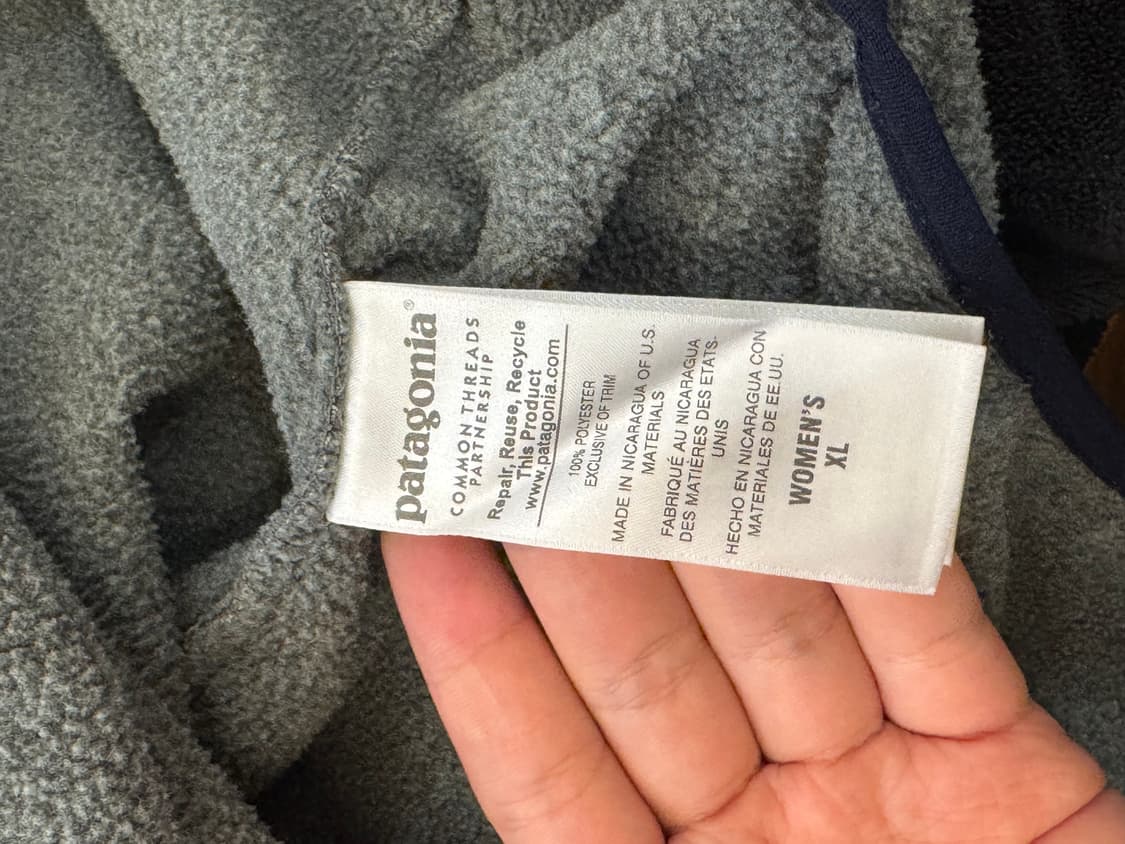 patagonia®
COMMON THREADS
PARTNERSHIP
Repair, Reuse, Recycle
This Product
www.patagonia.com
100% POLYESTER
EXCLUSIVE OF TRIM
MADE IN NICARAGUA OF U.S.
MATERIALS
FABRIQUÉ AU NICARAGUA
DES MATIÈRES DES ETATS-
UNIS
HECHO EN NICARAGUA CON
MATERIALES DE EE.UU.
WOMEN'S
XL